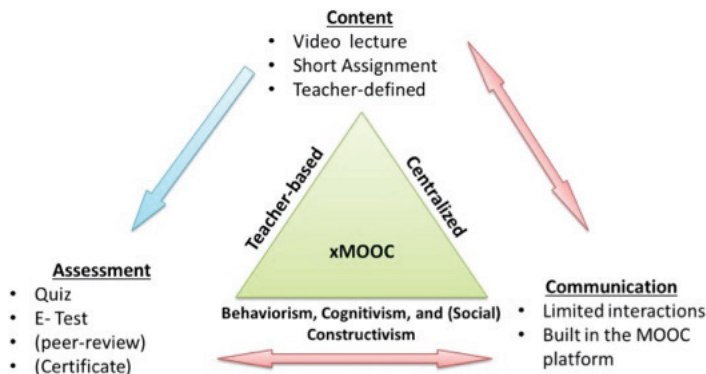 Content
• Video lecture
• Short Assignment
• Teacher-defined
Teacher-based
Centralized
xMOOC
Assessment
• Quiz
• E- Test
• (peer-review)
• (Certificate)
Behaviorism, Cognitivism, and (Social)
Constructivism
Communication
• Limited interactions
• Built in the MOOC
platform